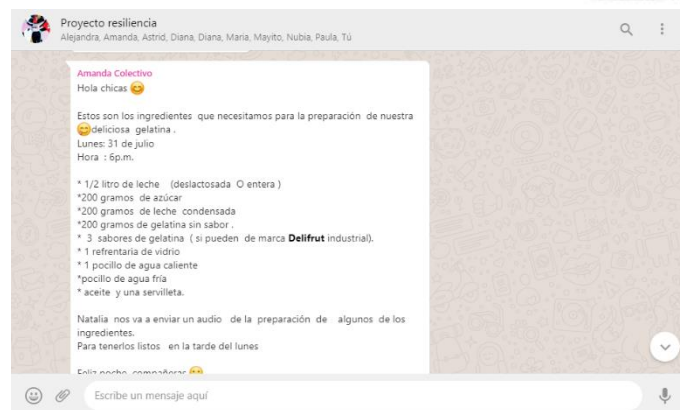 Proyecto resiliencia
Alejandra, Amanda, Astrid, Diana, Diana, Maria, Mayito, Nubia, Paula, Tú
Amanda Colectivo
Hola chicas 😊
Estos son los ingredientes que necesitamos para la preparación de nuestra
😋deliciosa gelatina .
Lunes: 31 de julio
Hora : 6p.m.
* 1/2 litro de leche (deslactosada O entera )
*200 gramos de azúcar
*200 gramos de leche condensada
*200 gramos de gelatina sin sabor .
* 3 sabores de gelatina ( si pueden de marca Delifrut industrial).
* 1 refrentaria de vidrio
* 1 pocillo de agua caliente
*pocillo de agua fría
* aceite y una servilleta.
Natalia nos va a enviar un audio de la preparación de algunos de los
ingredientes.
Para tenerlos listos en la tarde del lunes
Feliz noche compañeras 😊
Escribe un mensaje aquí